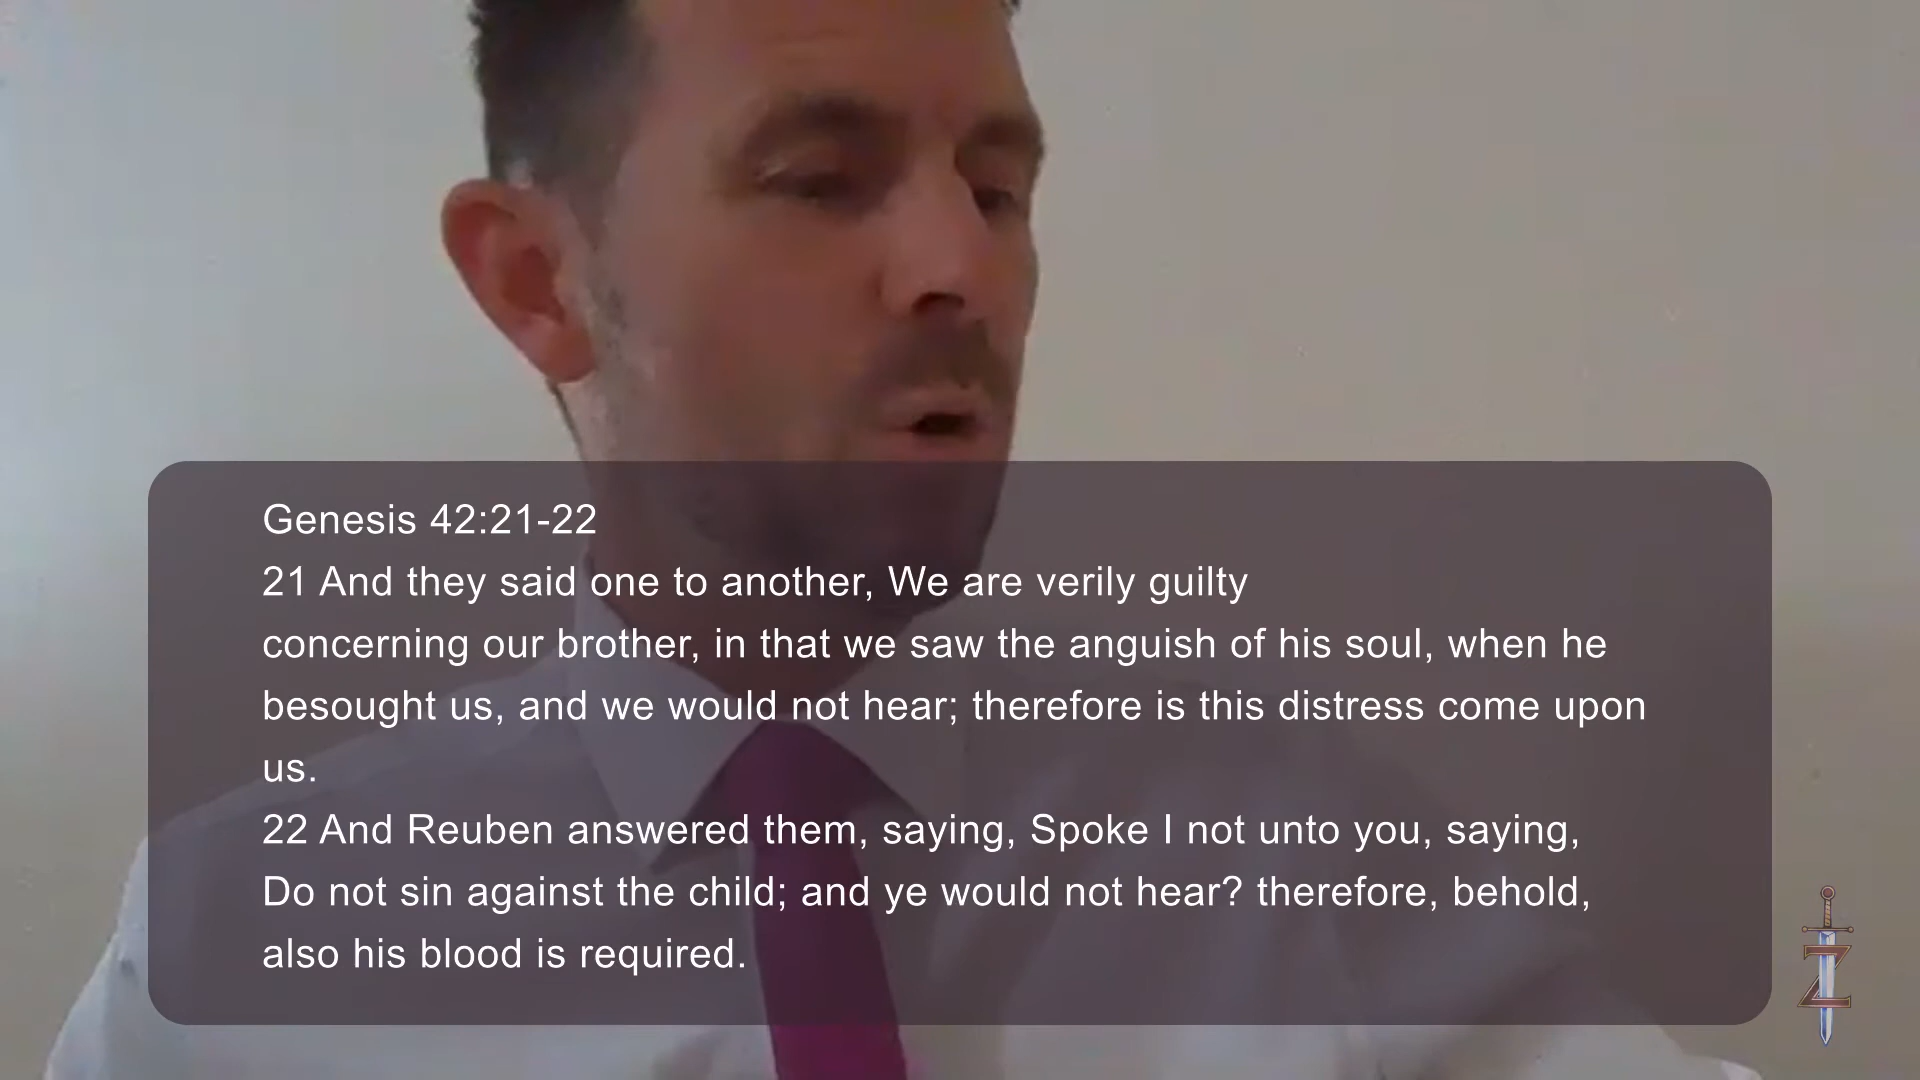 Genesis 42:21-22
21 And they said one to another, We are verily guilty
concerning our brother, in that we saw the anguish of his soul, when he
besought us, and we would not hear; therefore is this distress come upon
us.
22 And Reuben answered them, saying, Spoke I not unto you, saying,
Do not sin against the child; and ye would not hear? therefore, behold,
also his blood is required.
Z